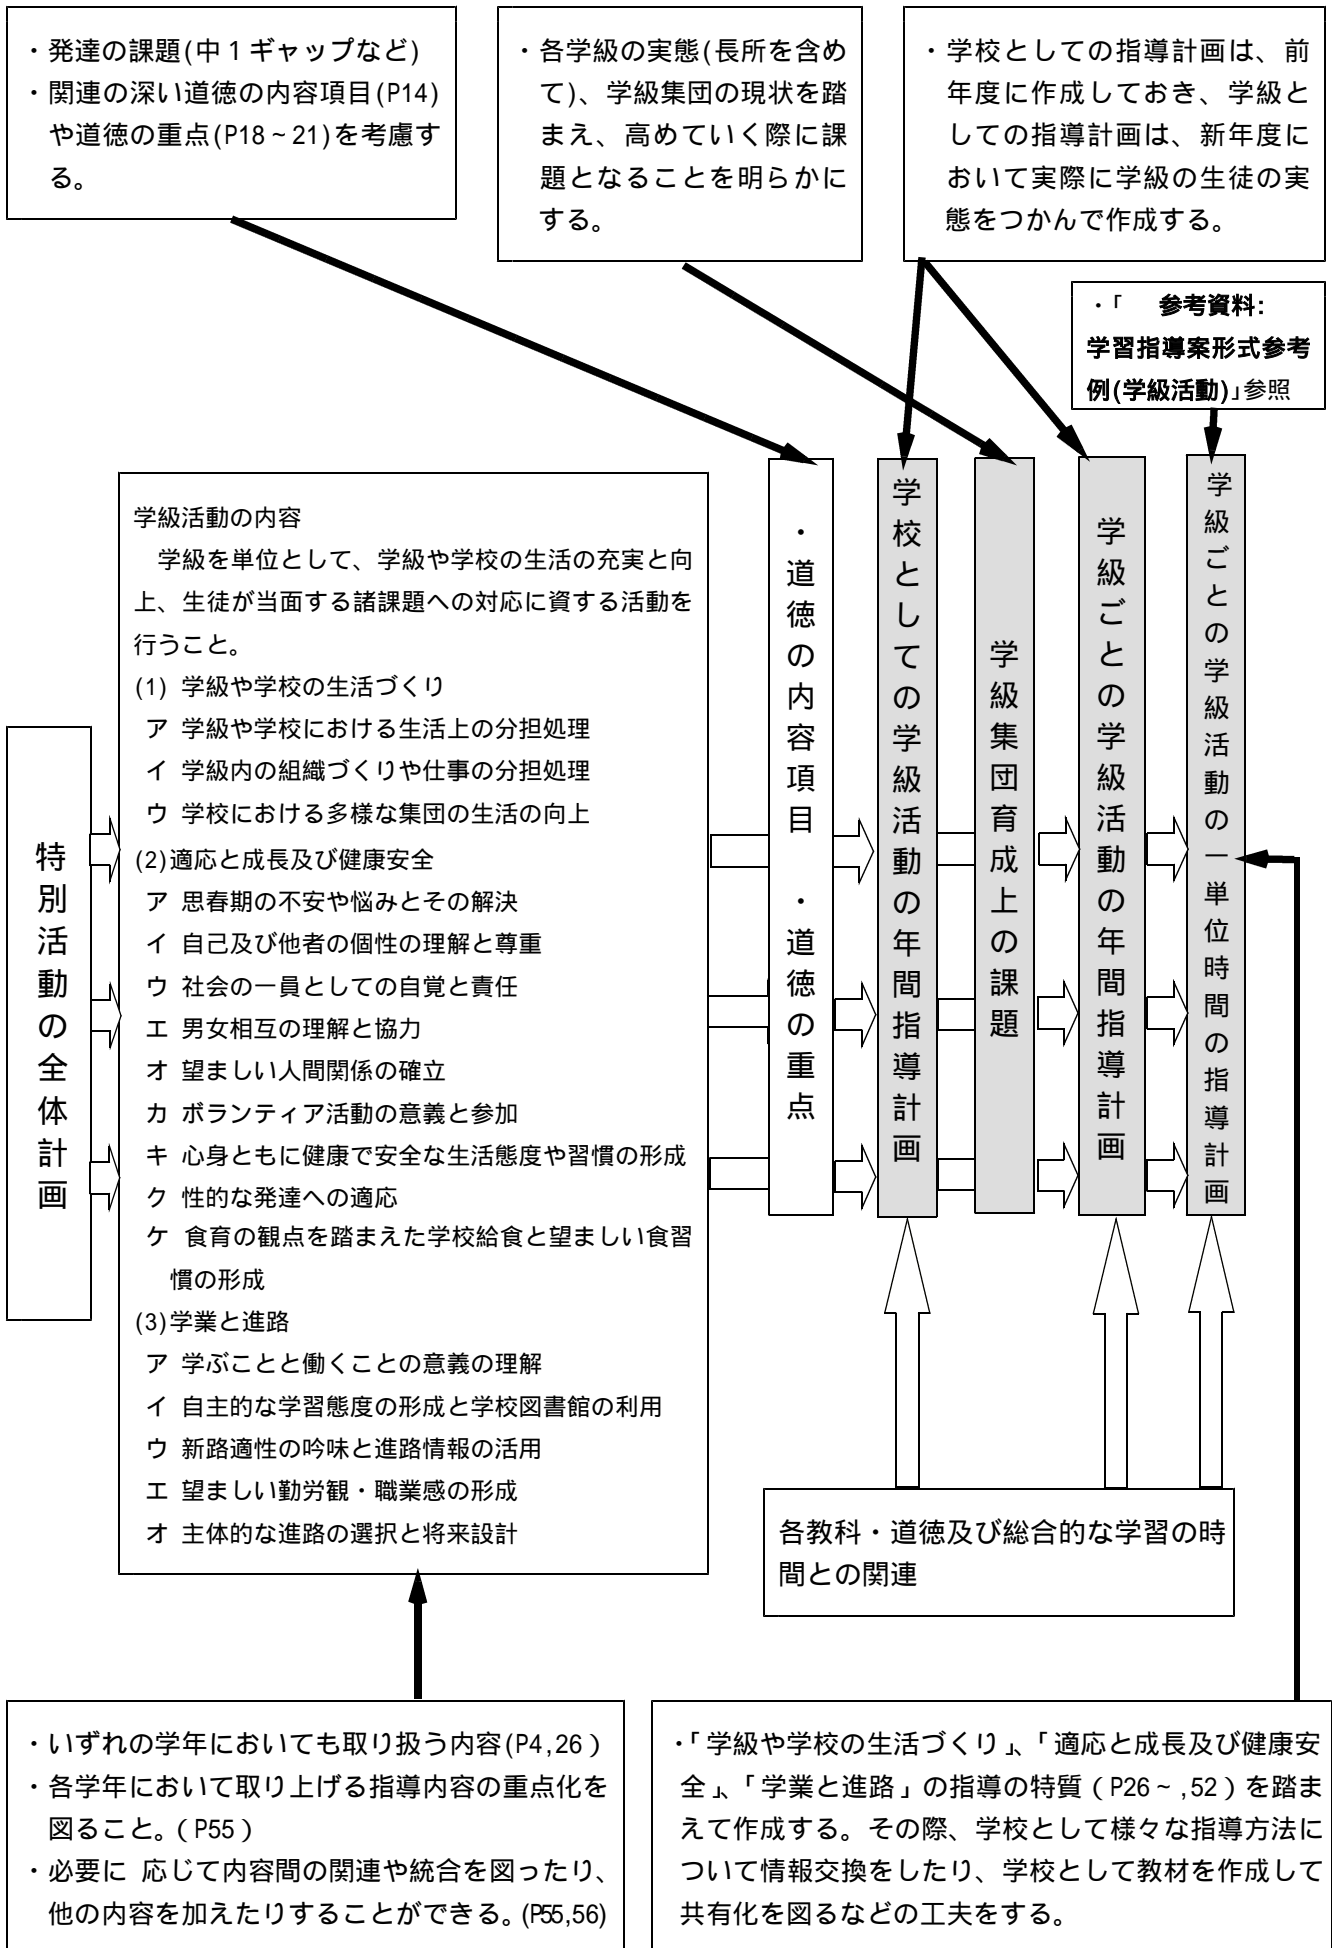 ・発達の課題(中1ギャップなど)
・関連の深い道徳の内容項目(P14)
や道徳の重点(P18～21)を考慮す
る。
・各学級の実態(長所を含め
て)、学級集団の現状を踏
まえ、高めていく際に課
題となることを明らかに
する。
・学校としての指導計画は、前
年度に作成しておき、学級と
しての指導計画は、新年度に
おいて実際に学級の生徒の実
態をつかんで作成する。
・「　参考資料:
学習指導案形式参考
例(学級活動)」参照
特別活動の全体計画
学級活動の内容
学級を単位として、学級や学校の生活の充実と向
上、生徒が当面する諸課題への対応に資する活動を
行うこと。
(1) 学級や学校の生活づくり
ア 学級や学校における生活上の分担処理
イ 学級内の組織づくりや仕事の分担処理
ウ 学校における多様な集団の生活の向上
(2)適応と成長及び健康安全
ア 思春期の不安や悩みとその解決
イ 自己及び他者の個性の理解と尊重
ウ 社会の一員としての自覚と責任
エ 男女相互の理解と協力
オ 望ましい人間関係の確立
カ ボランティア活動の意義と参加
キ 心身ともに健康で安全な生活態度や習慣の形成
ク 性的な発達への適応
ケ 食育の観点を踏まえた学校給食と望ましい食習
慣の形成
(3)学業と進路
ア 学ぶことと働くことの意義の理解
イ 自主的な学習態度の形成と学校図書館の利用
ウ 新路適性の吟味と進路情報の活用
エ 望ましい勤労観・職業感の形成
オ 主体的な進路の選択と将来設計
・道徳の内容項目　・道徳の重点
学校としての学級活動の年間指導計画
学級集団育成上の課題
学級ごとの学級活動の年間指導計画
学級ごとの学級活動の一単位時間の指導計画
各教科・道徳及び総合的な学習の時
間との関連
・いずれの学年においても取り扱う内容(P4,26)
・各学年において取り上げる指導内容の重点化を
図ること。(P55)
・必要に 応じて内容間の関連や統合を図ったり、
他の内容を加えたりすることができる。(P55,56)
・「学級や学校の生活づくり」、「適応と成長及び健康安
全」、「学業と進路」の指導の特質(P26～,52)を踏ま
えて作成する。その際、学校として様々な指導方法に
ついて情報交換をしたり、学校として教材を作成して
共有化を図るなどの工夫をする。